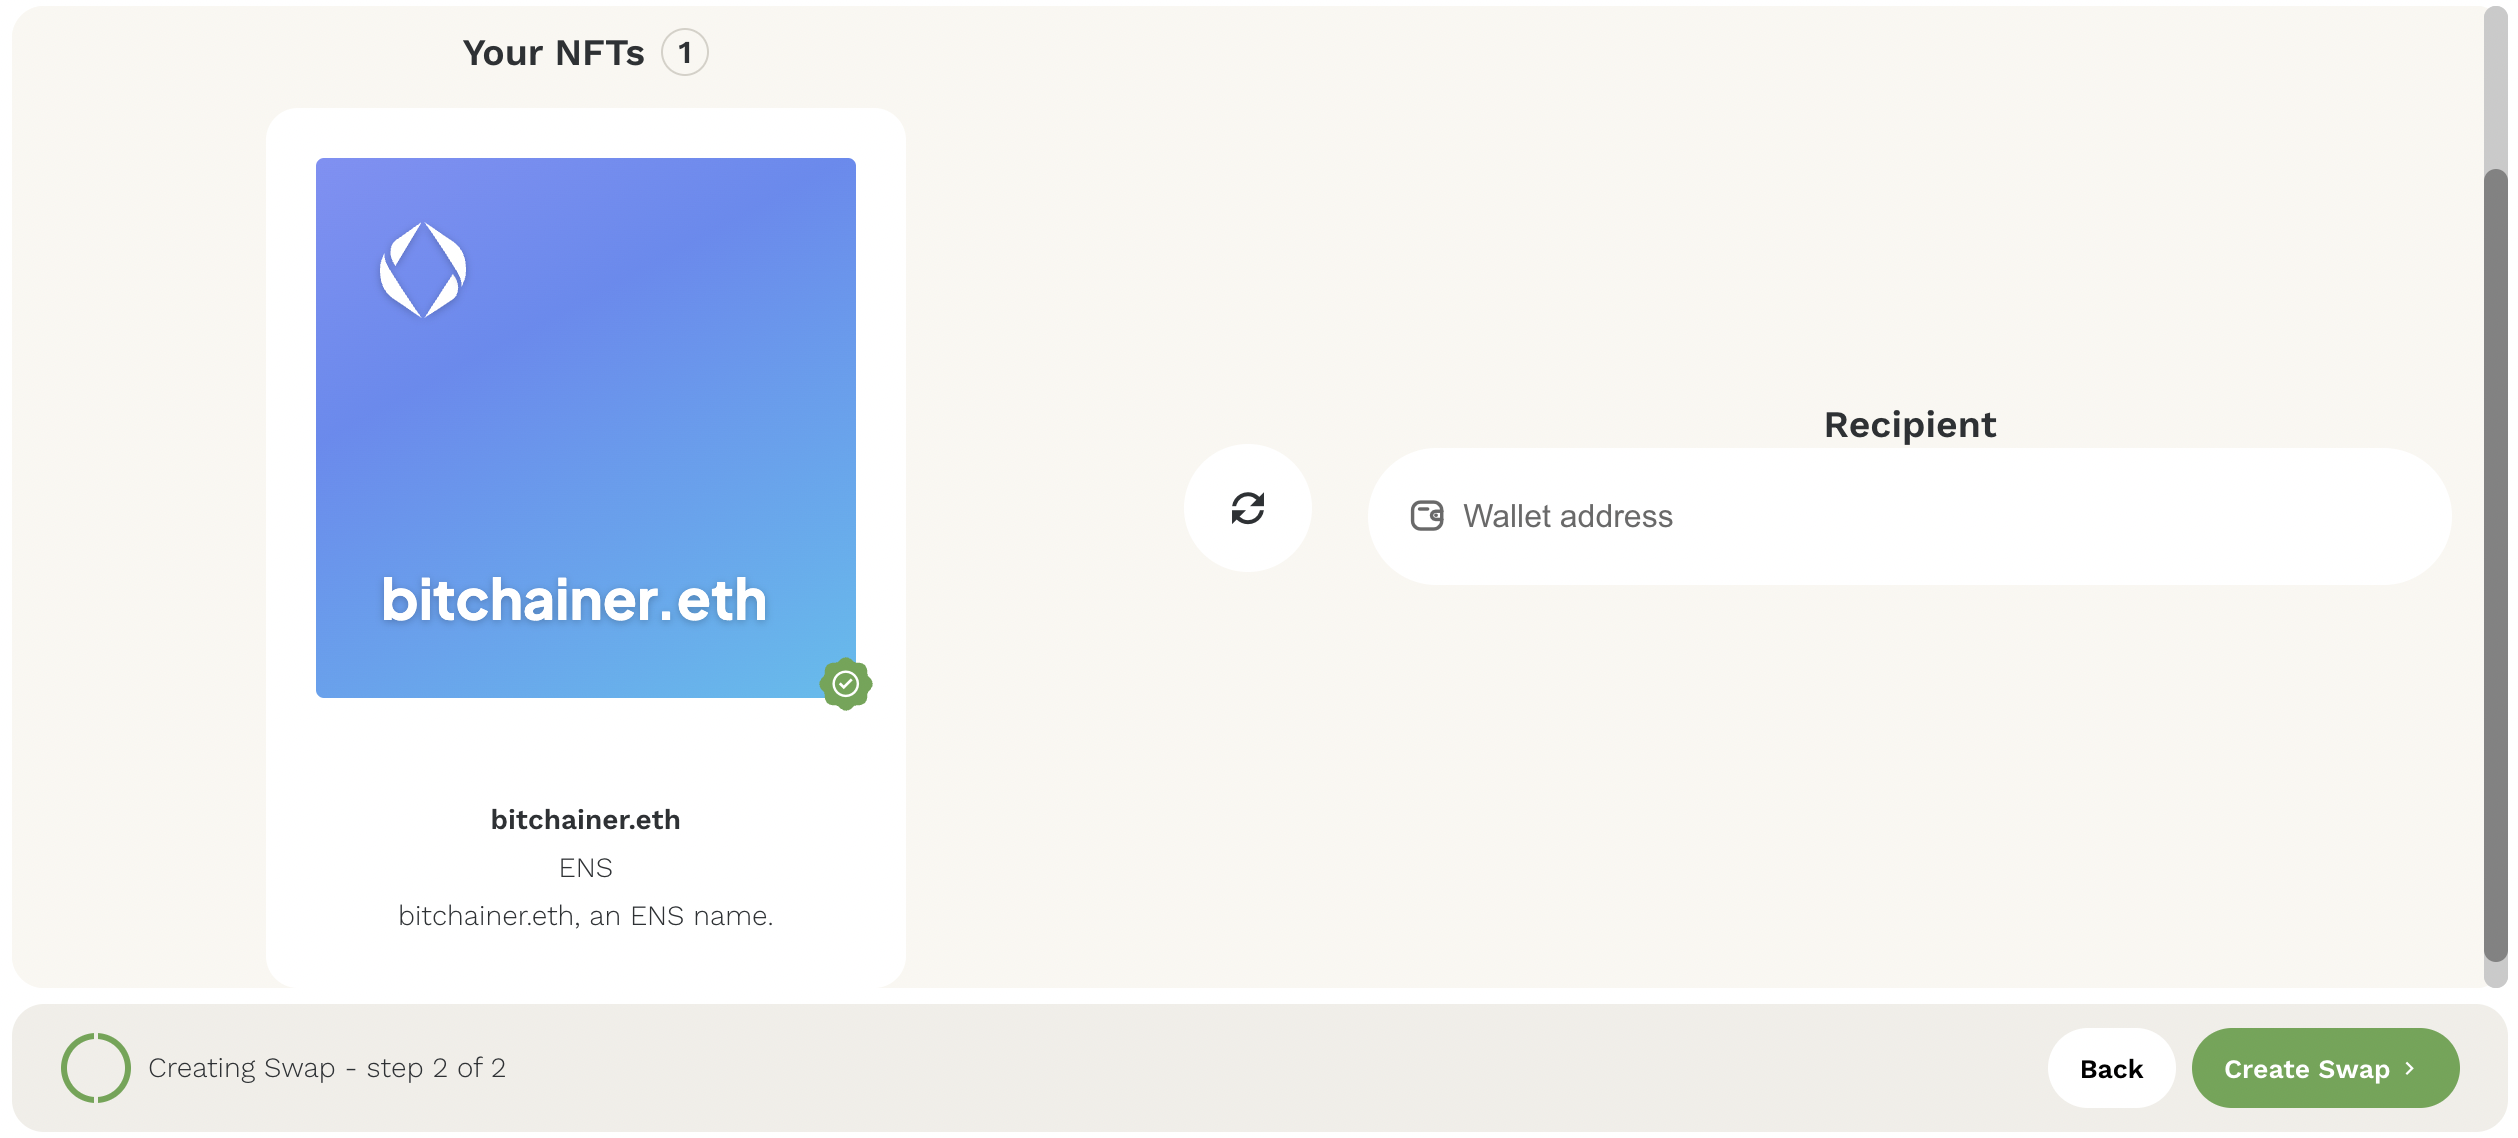 Your NFTs 1
bitchainer.eth
bitchainer.eth
ENS
bitchainer.eth, an ENS name.
Recipient
Wallet address
Creating Swap - step 2 of 2
Back
Create Swap